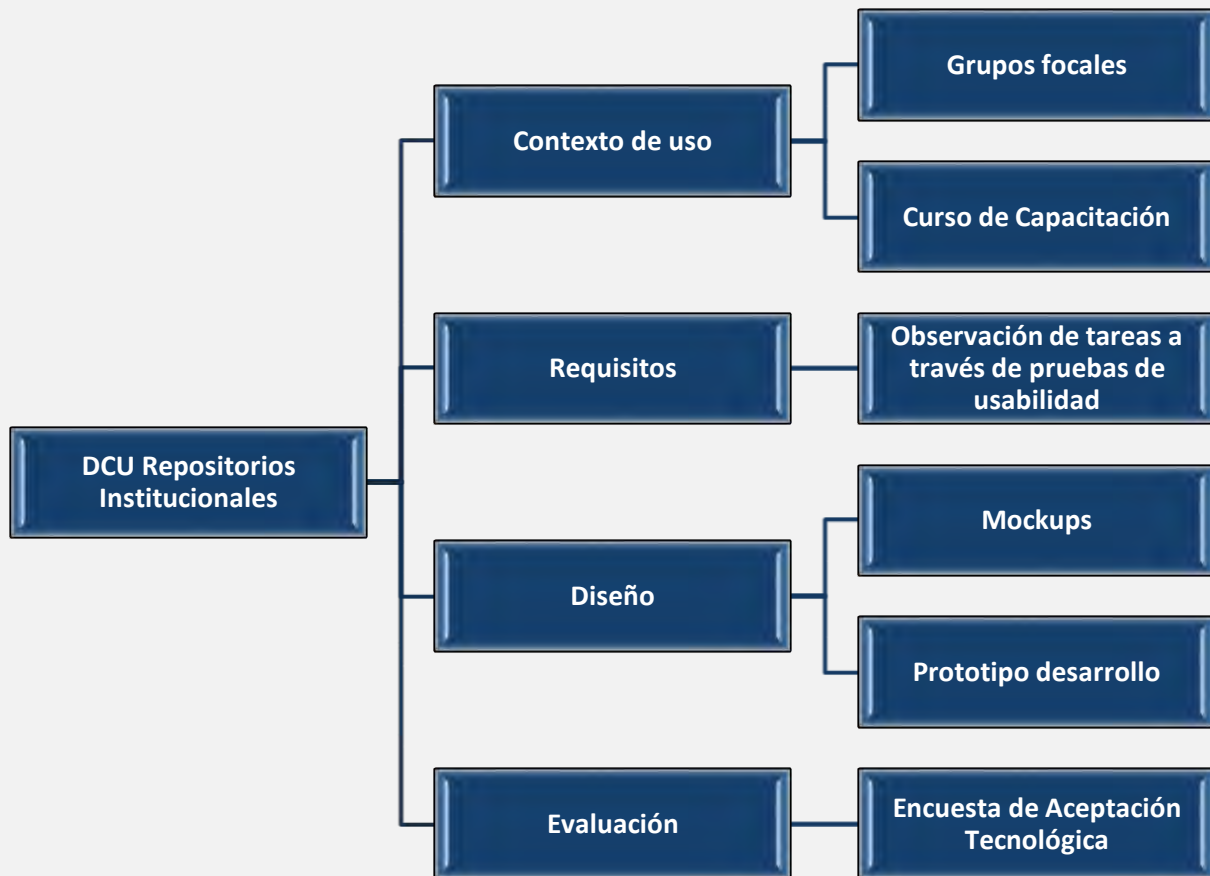 DCU Repositorios
Institucionales
Contexto de uso
Grupos focales
Curso de Capacitación
Requisitos
Observación de tareas a
través de pruebas de
usabilidad
Diseño
Mockups
Prototipo desarrollo
Evaluación
Encuesta de Aceptación
Tecnológica